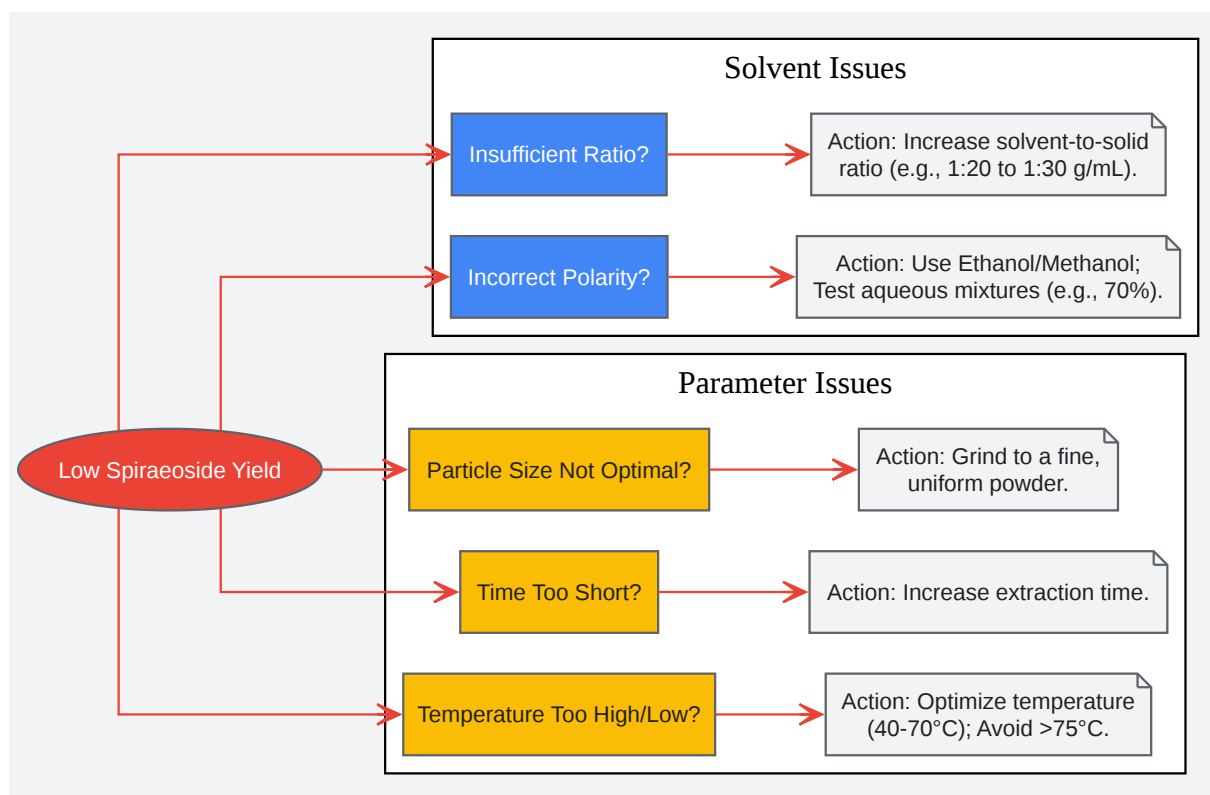 Solvent Issues
Insufficient Ratio?
Action: Increase solvent-to-solid
ratio (e.g., 1:20 to 1:30 g/mL).
Incorrect Polarity?
Action: Use Ethanol/Methanol;
Test aqueous mixtures (e.g., 70%).
Parameter Issues
Low Spiraeoside Yield
Particle Size Not Optimal?
Action: Grind to a fine,
uniform powder.
Time Too Short?
Action: Increase extraction time.
Temperature Too High/Low?
Action: Optimize temperature
(40-70°C); Avoid >75°C.